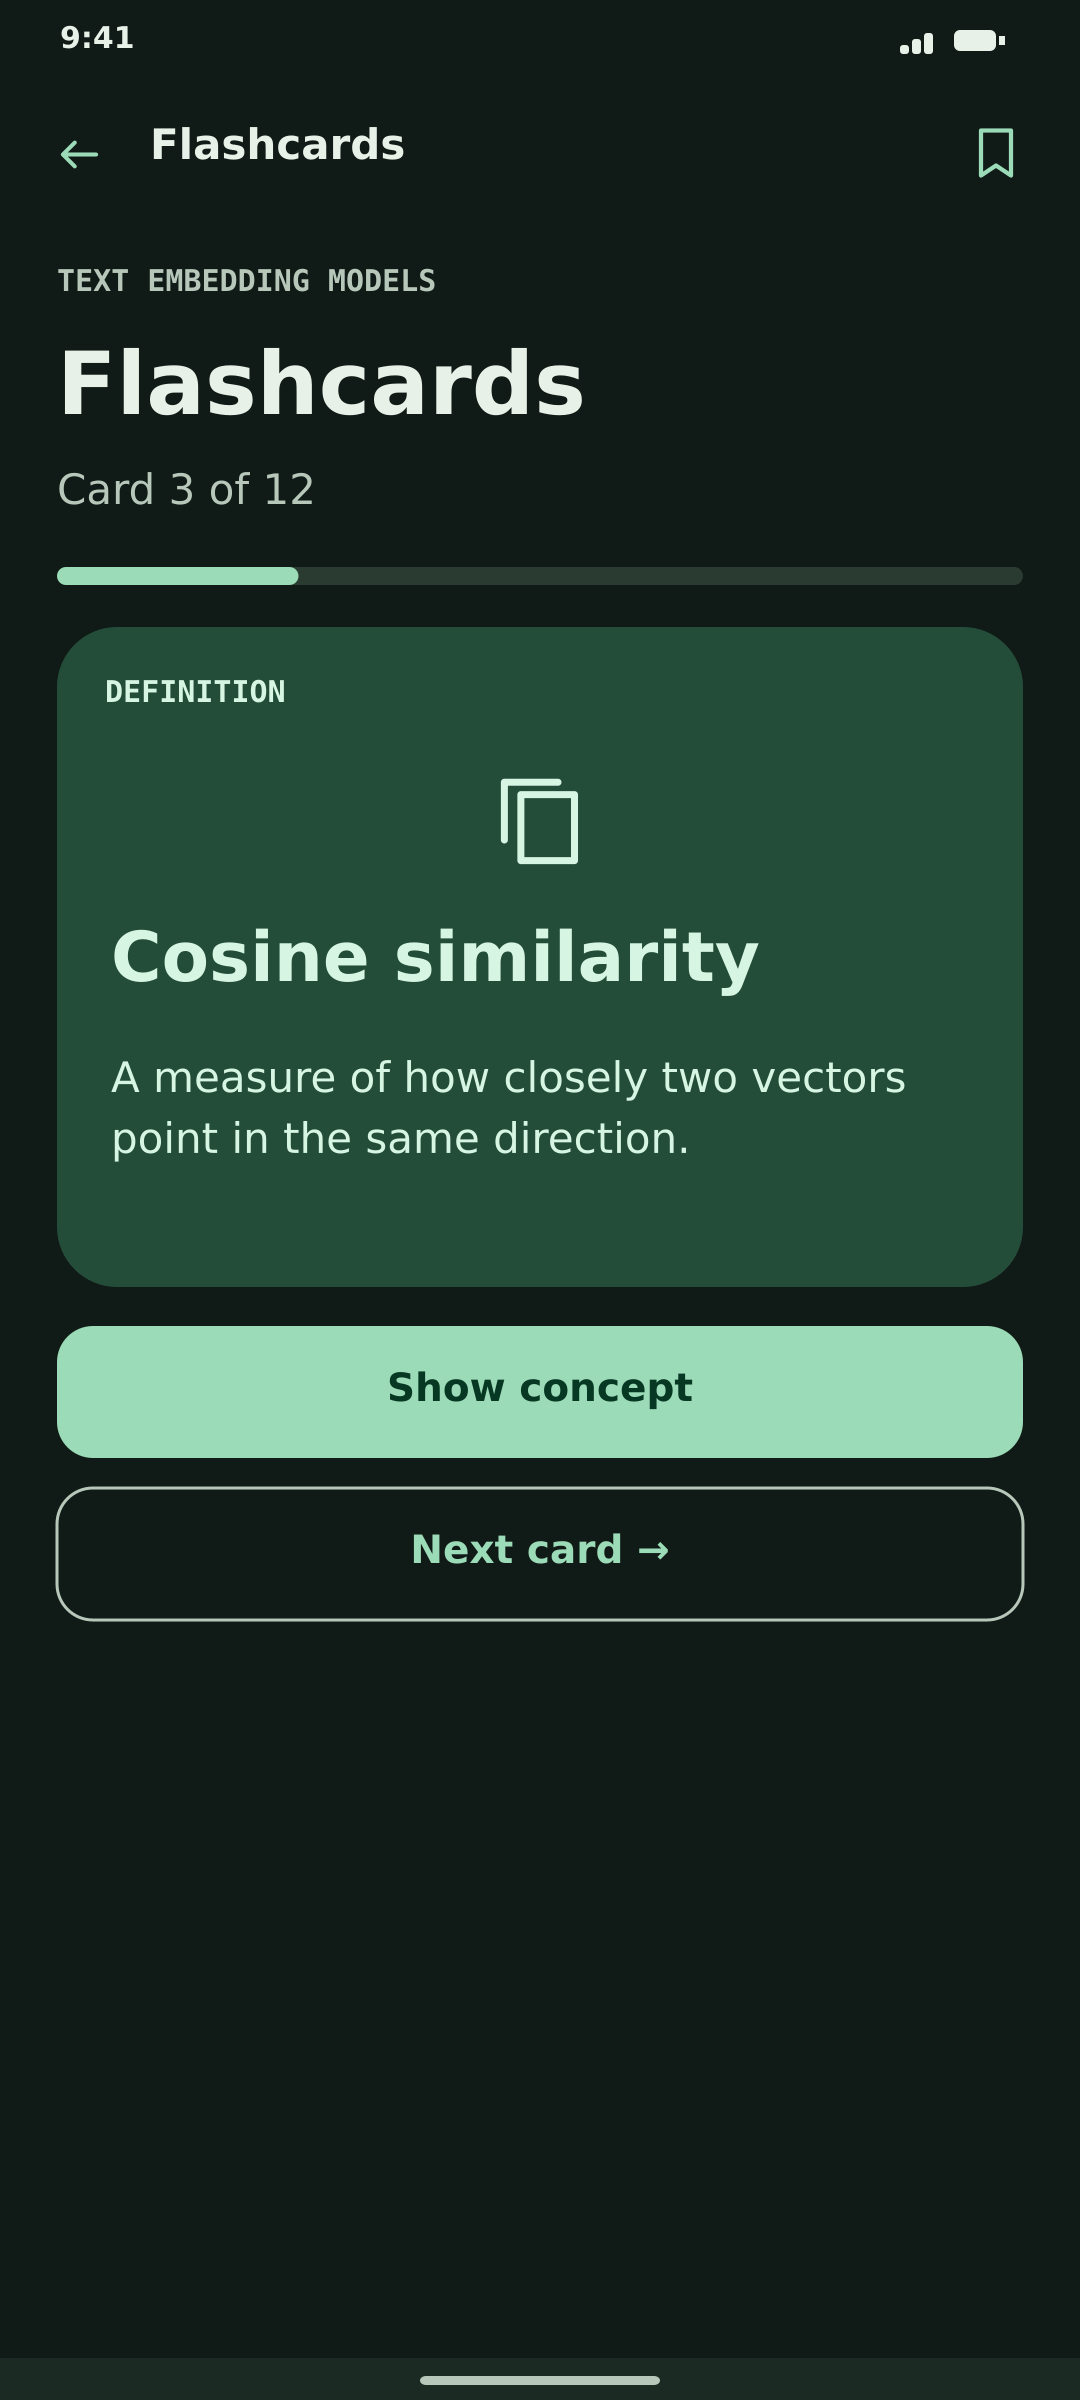 9:41
Flashcards
TEXT EMBEDDING MODELS
Flashcards
Card 3 of 12
DEFINITION
Cosine similarity
A measure of how closely two vectors
point in the same direction.
Show concept
Next card →